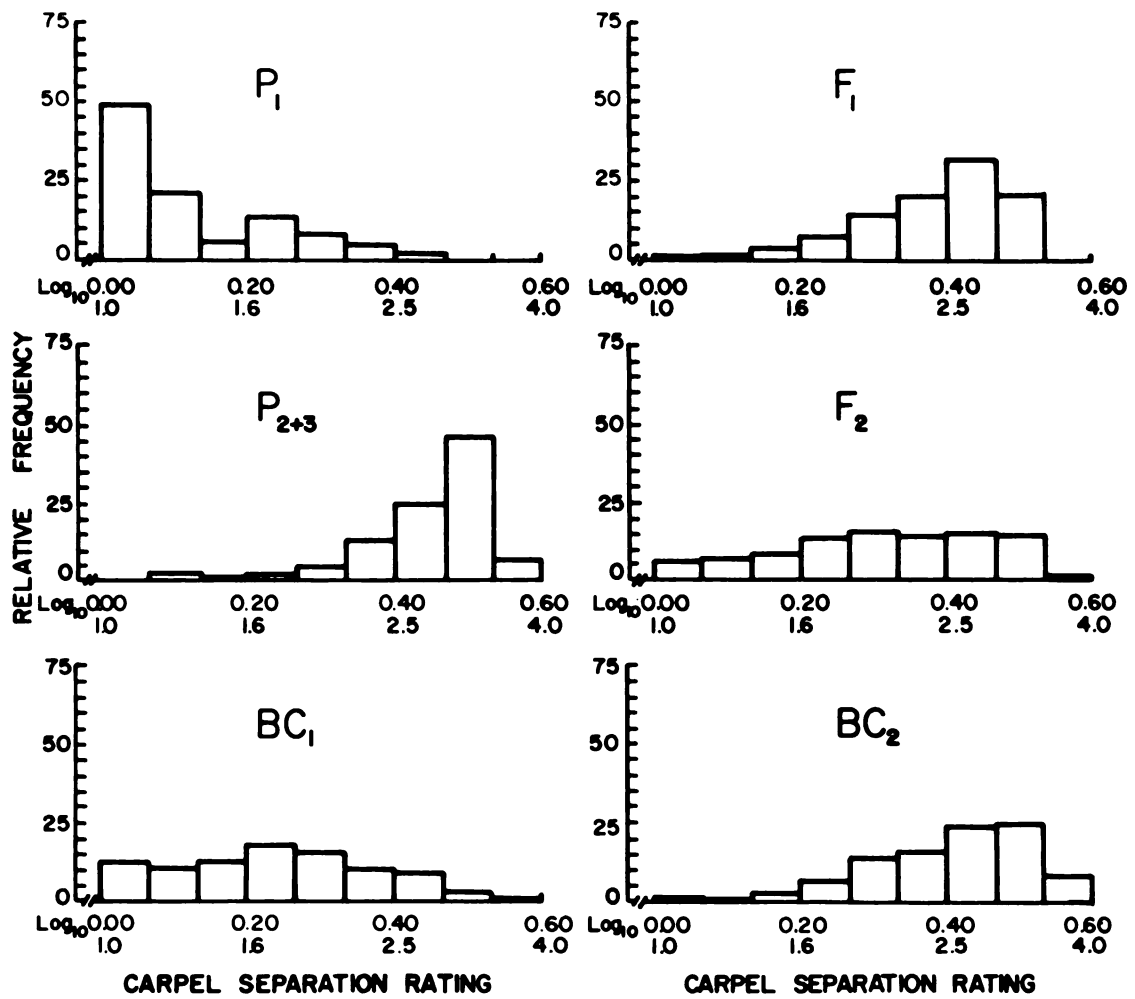 75
50
25
0
P1
Log10 0.00 0.20 0.40 0.60
1.0 1.6 2.5 4.0
75
50
25
0
F1
Log10 0.00 0.20 0.40 0.60
1.0 1.6 2.5 4.0
RELATIVE FREQUENCY
75
50
25
0
P2+3
Log10 0.00 0.20 0.40 0.60
1.0 1.6 2.5 4.0
75
50
25
0
F2
Log10 0.00 0.20 0.40 0.60
1.0 1.6 2.5 4.0
75
50
25
0
BC1
Log10 0.00 0.20 0.40 0.60
1.0 1.6 2.5 4.0
CARPEL SEPARATION RATING
75
50
25
0
BC2
Log10 0.00 0.20 0.40 0.60
1.0 1.6 2.5 4.0
CARPEL SEPARATION RATING